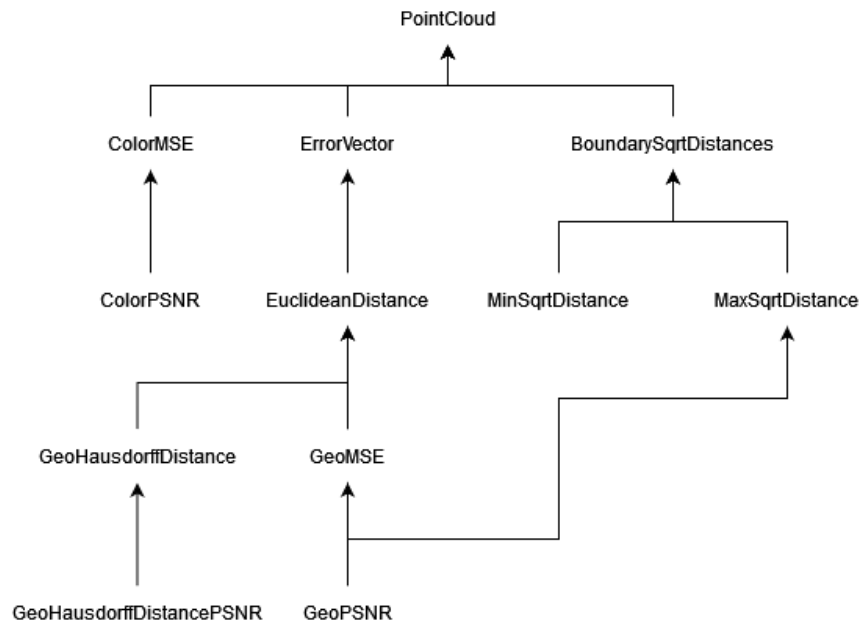 PointCloud
ColorMSE ErrorVector BoundarySqrtDistances
ColorPSNR EuclideanDistance MinSqrtDistance MaxSqrtDistance
GeoHausdorffDistance GeoMSE
GeoHausdorffDistancePSNR GeoPSNR